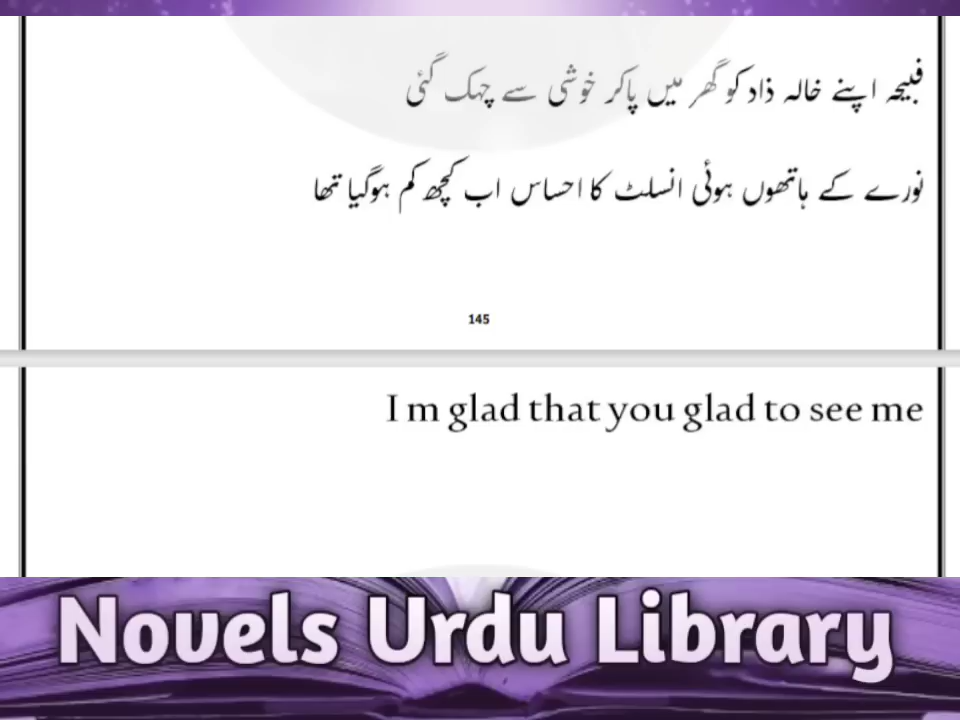 فبیحہ اپنے خالہ ذاد کو گھر میں پاکر خوشی سے چہک گئی
نورے کے ہاتھوں ہوئی انسلٹ کا احساس اب کچھ کم ہوگیا تھا
145
I m glad that you glad to see me
Novels Urdu Library